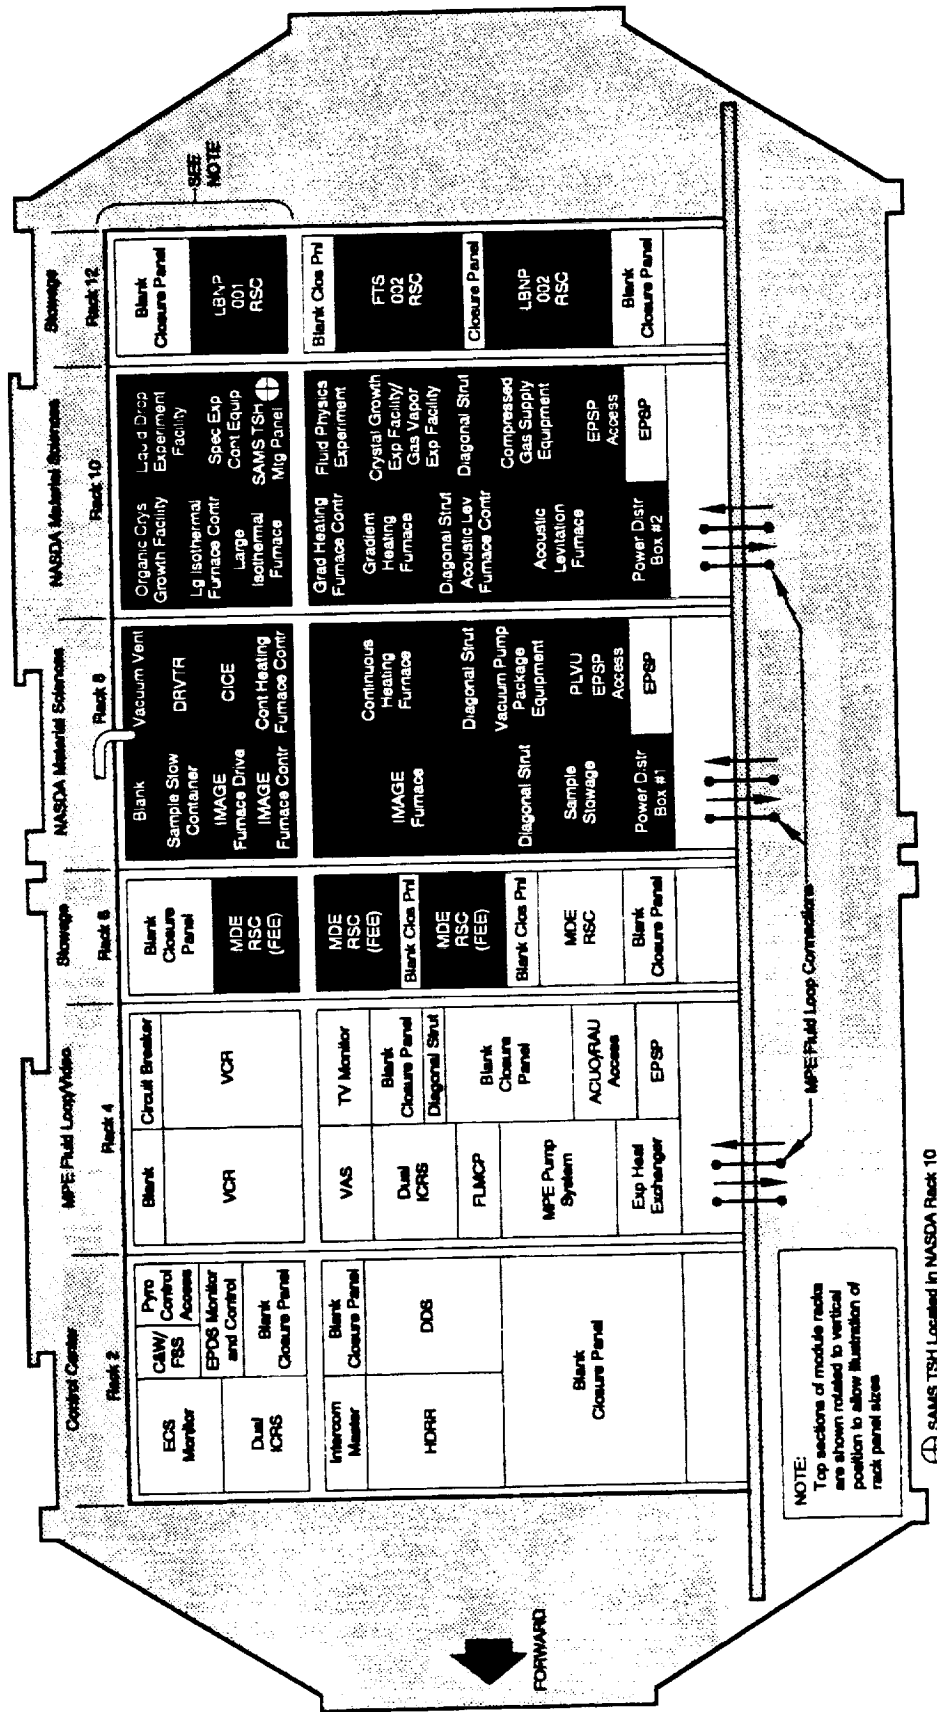 Control Center
Rack 2
MPE Fluid Loop/Video
Rack 4
Stowage
Rack 6
NASDA Material Sciences
Rack 8
NASDA Material Sciences
Rack 10
Stowage
Rack 12
SEE
NOTE
ECS
Monitor
C&W/
FSS
Pyro
Control
Access
EPDS Monitor
and Control
Dual
ICRS
Blank
Closure Panel
Intercom
Master
Blank
Closure Panel
HDRR
DDS
Blank
Closure Panel
Blank
Circuit Breaker
VCR
VCR
VAS
TV Monitor
Dual
ICRS
Blank
Closure Panel
Diagonal Strut
FLMCP
Blank
Closure
Panel
MPE Pump
System
ACUO/RAU
Access
Exp Heat
Exchanger
EPSP
Blank
Closure
Panel
MDE
RSC
(FEE)
MDE
RSC
(FEE)
Blank Clos Pnl
MDE
RSC
(FEE)
Blank Clos Pnl
MDE
RSC
Blank
Closure Panel
Blank
Vacuum Vent
Sample Stow
Container
DRVTR
IMAGE
Furnace Drive
CICE
IMAGE
Furnace Contr
Cont Heating
Furnace Contr
IMAGE
Furnace
Continuous
Heating
Furnace
Diagonal Strut
Diagonal Strut
Vacuum Pump
Package
Equipment
Sample
Stowage
PLVU
EPSP
Access
Power Distr
Box #1
EPSP
Organic Crys
Growth Facility
Liquid Drop
Experiment
Facility
Lg Isothermal
Furnace Contr
Spec Exp
Cont Equip
Large
Isothermal
Furnace
SAMS TSH
Mtg Panel
Grad Heating
Furnace Contr
Fluid Physics
Experiment
Gradient
Heating
Furnace
Crystal Growth
Exp Facility/
Gas Vapor
Exp Facility
Diagonal Strut
Diagonal Strut
Acoustic Lev
Furnace Contr
Compressed
Gas Supply
Equipment
Acoustic
Levitation
Furnace
EPSP
Access
Power Distr
Box #2
EPSP
Blank
Closure Panel
LBNP
001
RSC
Blank Clos Pnl
FTS
002
RSC
Closure Panel
LBNP
002
RSC
Blank
Closure Panel
FORWARD
MPE Fluid Loop Connections
NOTE:
Top sections of module racks
are shown rotated to vertical
position to allow illustration of
rack panel sizes
SAMS TSH Located in NASDA Rack 10